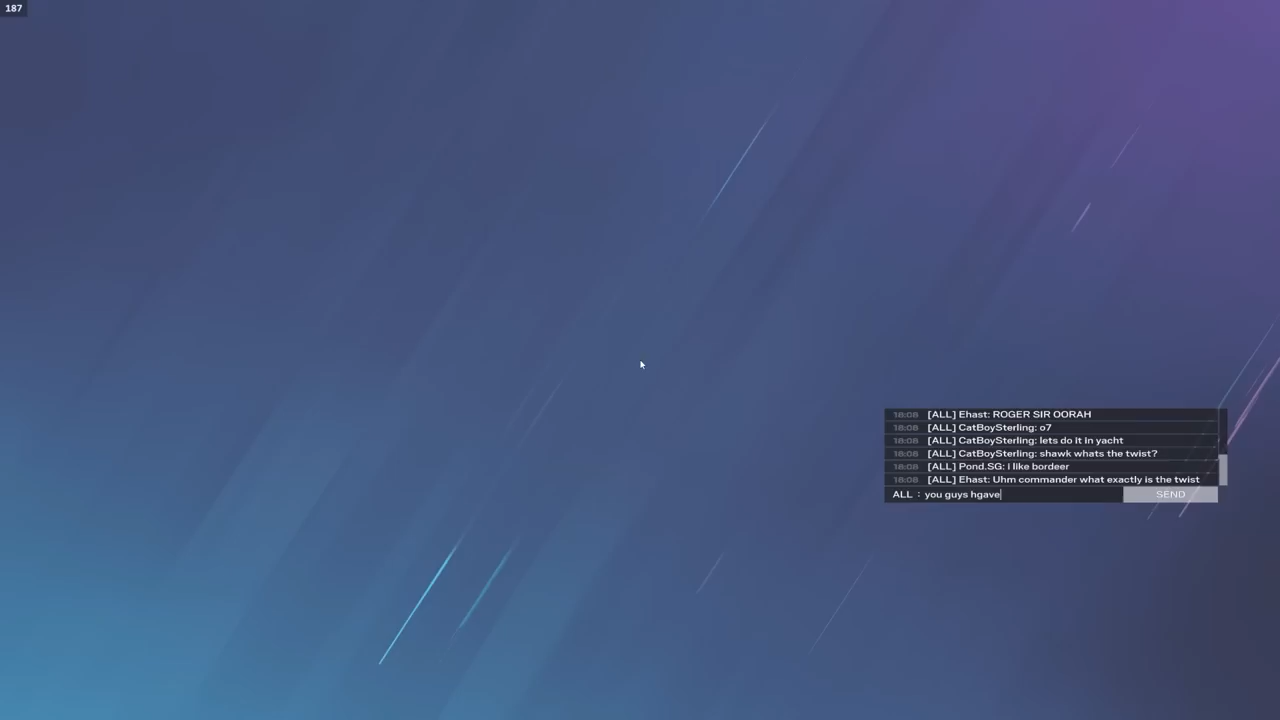 187
18:08 [ALL] Ehast: ROGER SIR OORAH
18:08 [ALL] CatBoySterling: o7
18:08 [ALL] CatBoySterling: lets do it in yacht
18:08 [ALL] CatBoySterling: shawk whats the twist?
18:08 [ALL] Pond.SG: i like bordeer
18:08 [ALL] Ehast: Uhm commander what exactly is the twist
ALL : you guys hgave
SEND